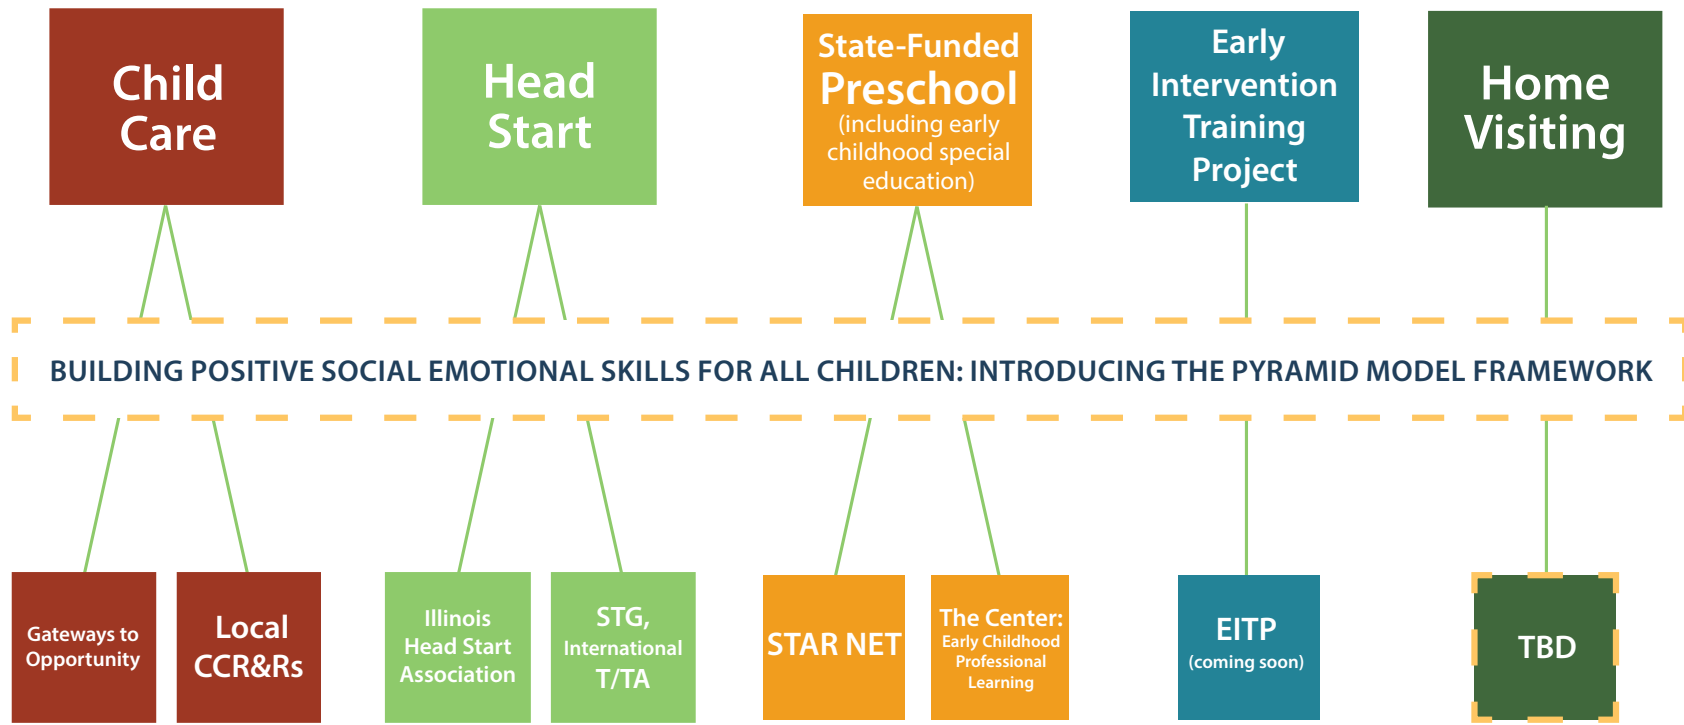 Child
Care
Head
Start
State-Funded
Preschool
(including early
childhood special
education)
Early
Intervention
Training
Project
Home
Visiting
BUILDING POSITIVE SOCIAL EMOTIONAL SKILLS FOR ALL CHILDREN: INTRODUCING THE PYRAMID MODEL FRAMEWORK
Gateways to
Opportunity
Local
CCR&Rs
Illinois
Head Start
Association
STG,
International
T/TA
STAR NET
The Center:
Early Childhood
Professional
Learning
EITP
(coming soon)
TBD